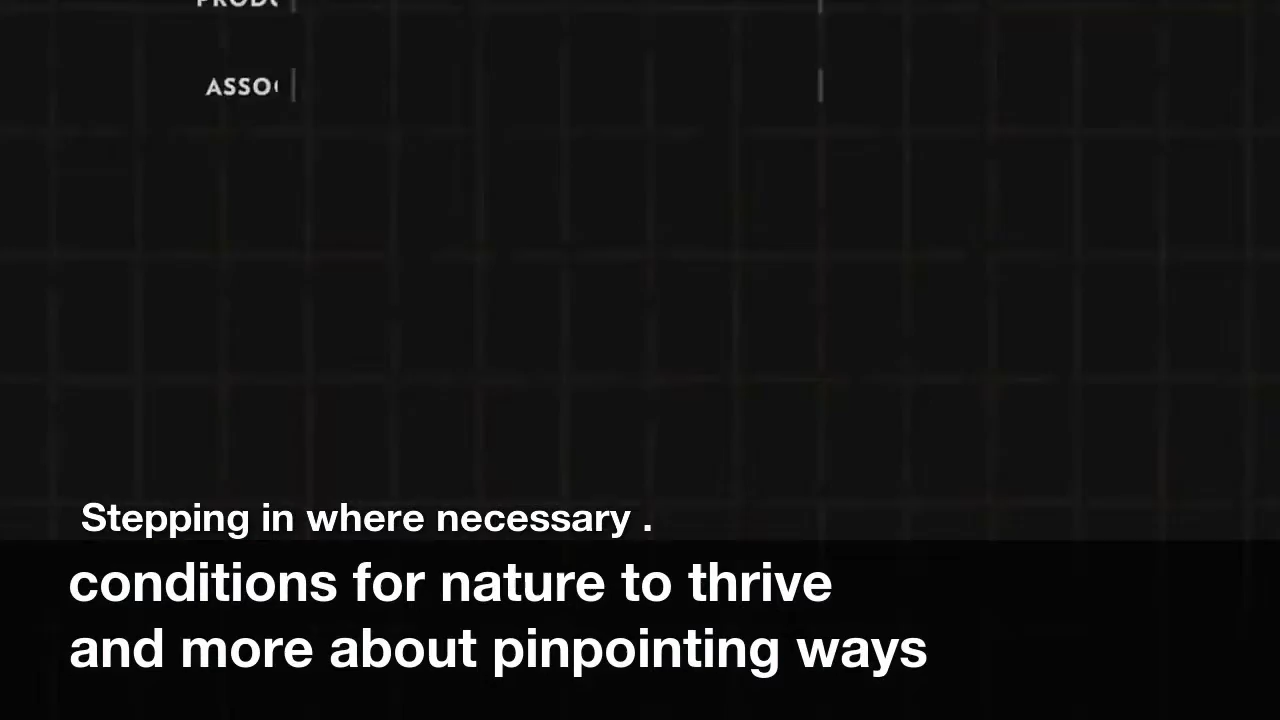 Stepping in where necessary .
conditions for nature to thrive
and more about pinpointing ways